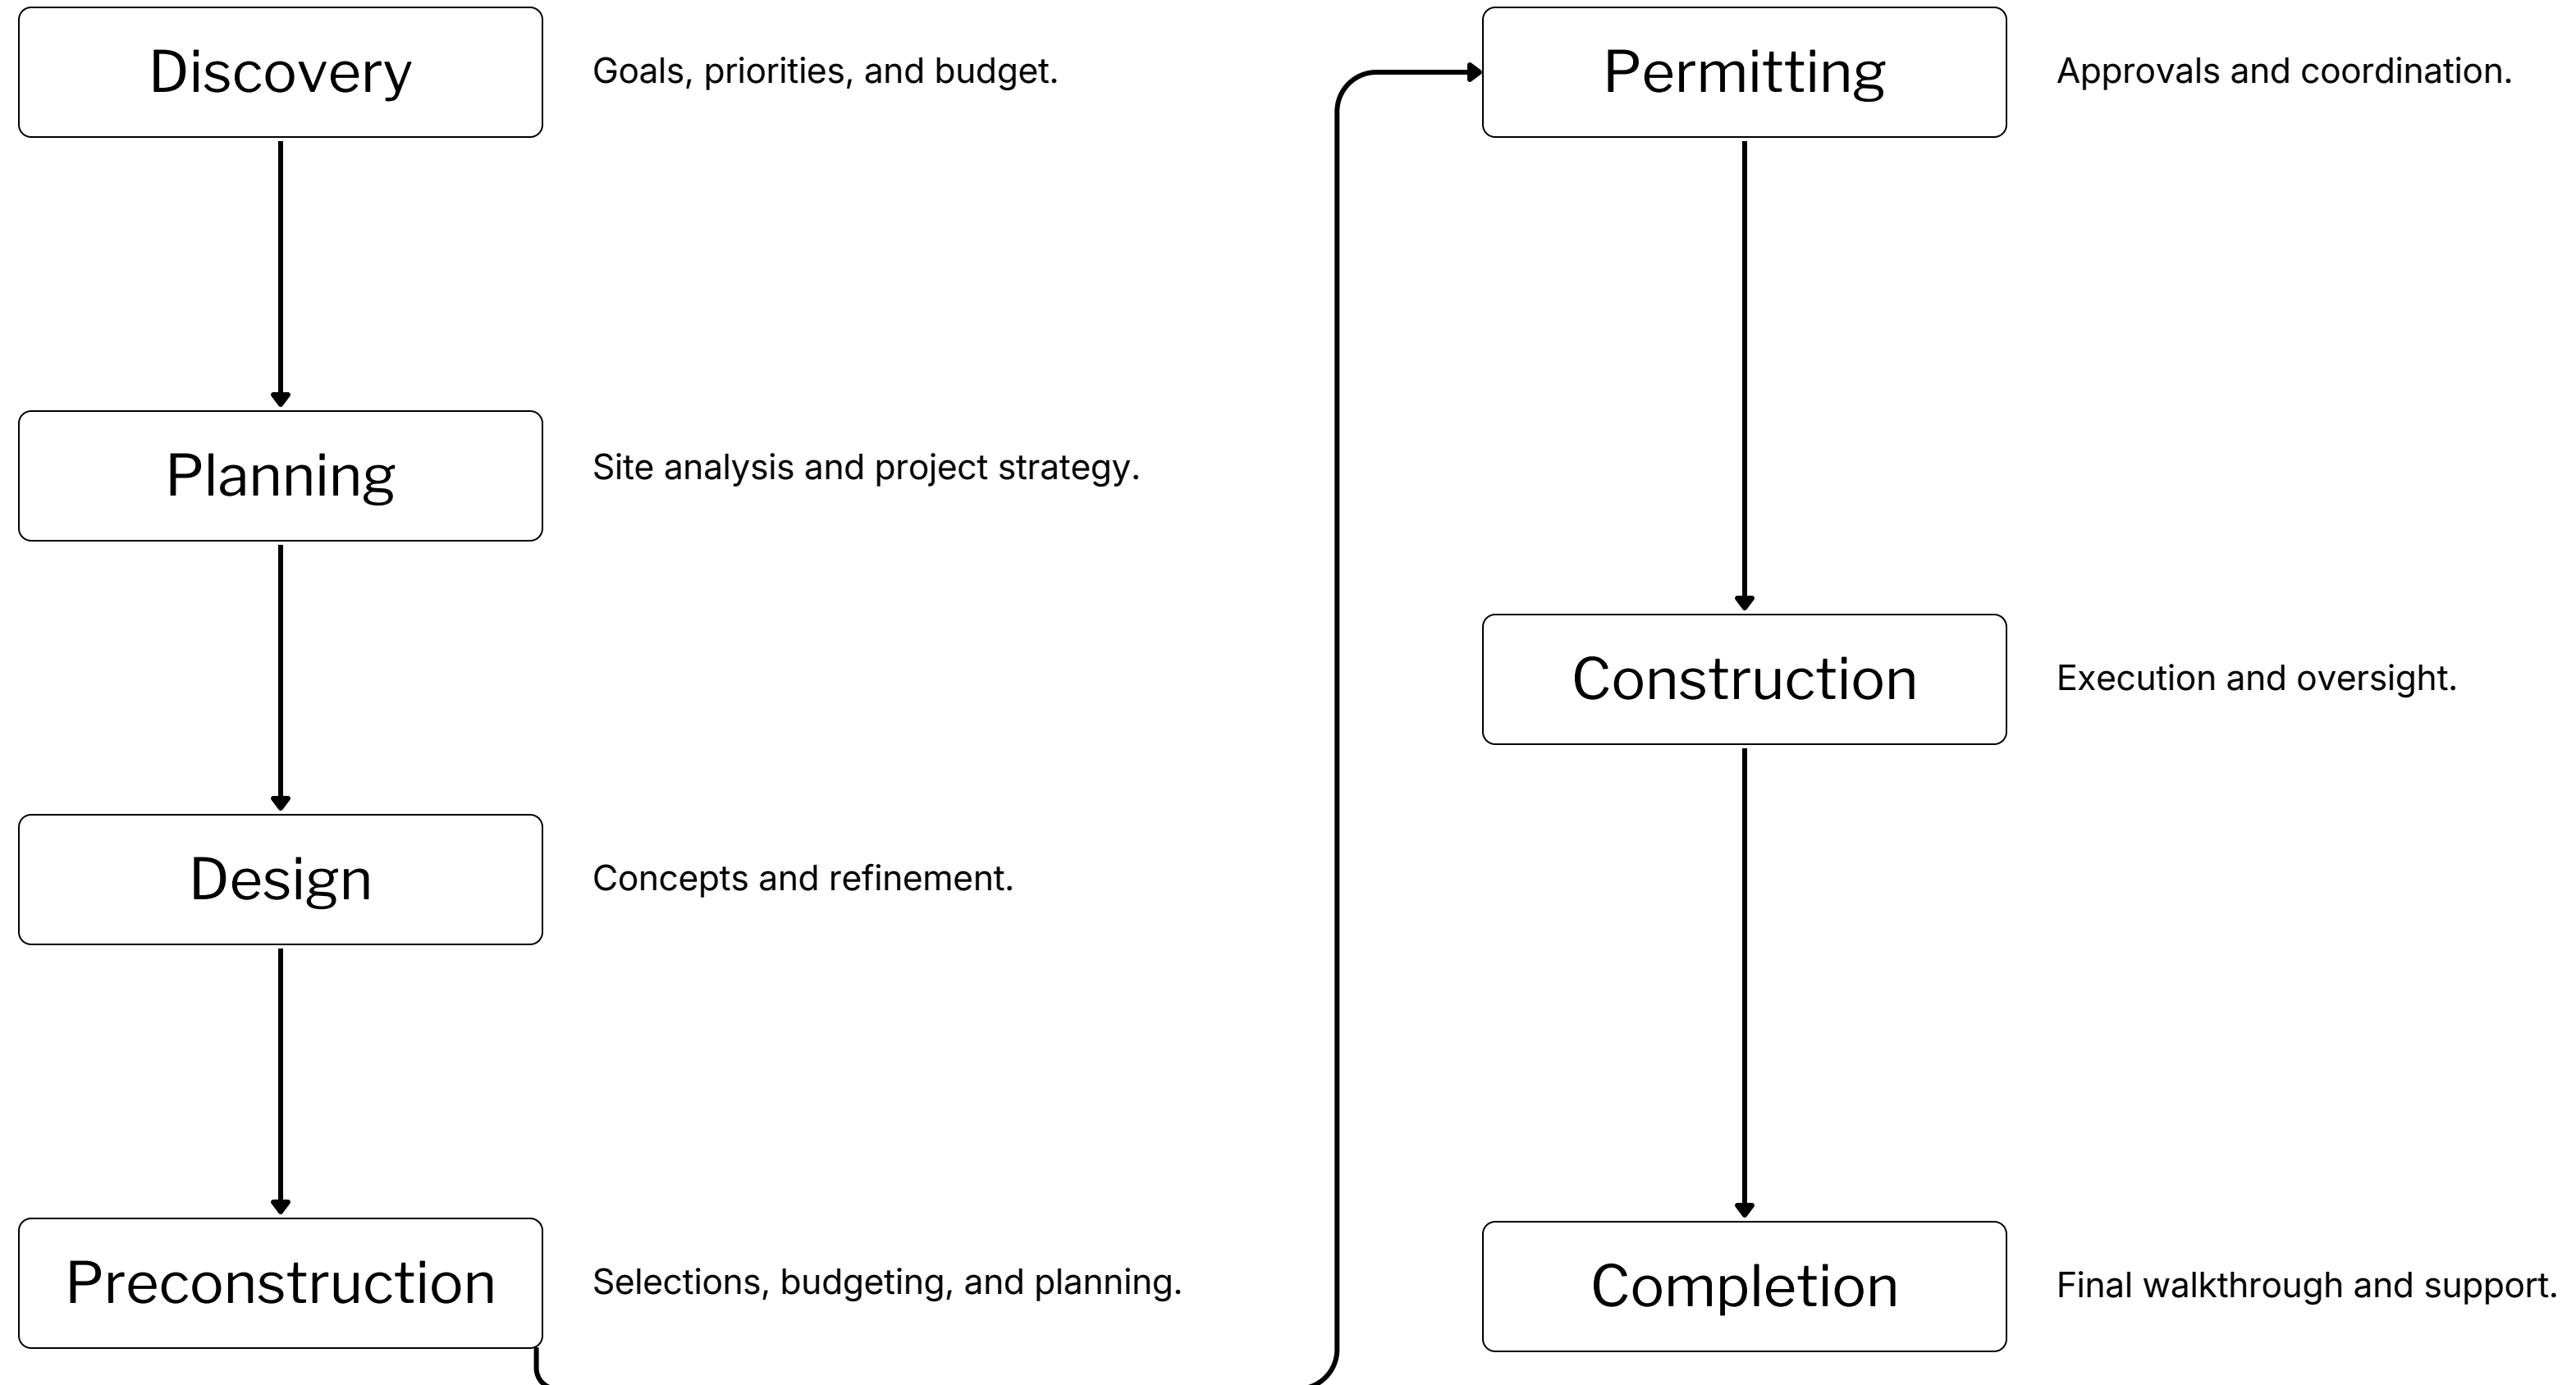 Discovery
Goals, priorities, and budget.
Planning
Site analysis and project strategy.
Design
Concepts and refinement.
Preconstruction
Selections, budgeting, and planning.
Permitting
Approvals and coordination.
Construction
Execution and oversight.
Completion
Final walkthrough and support.